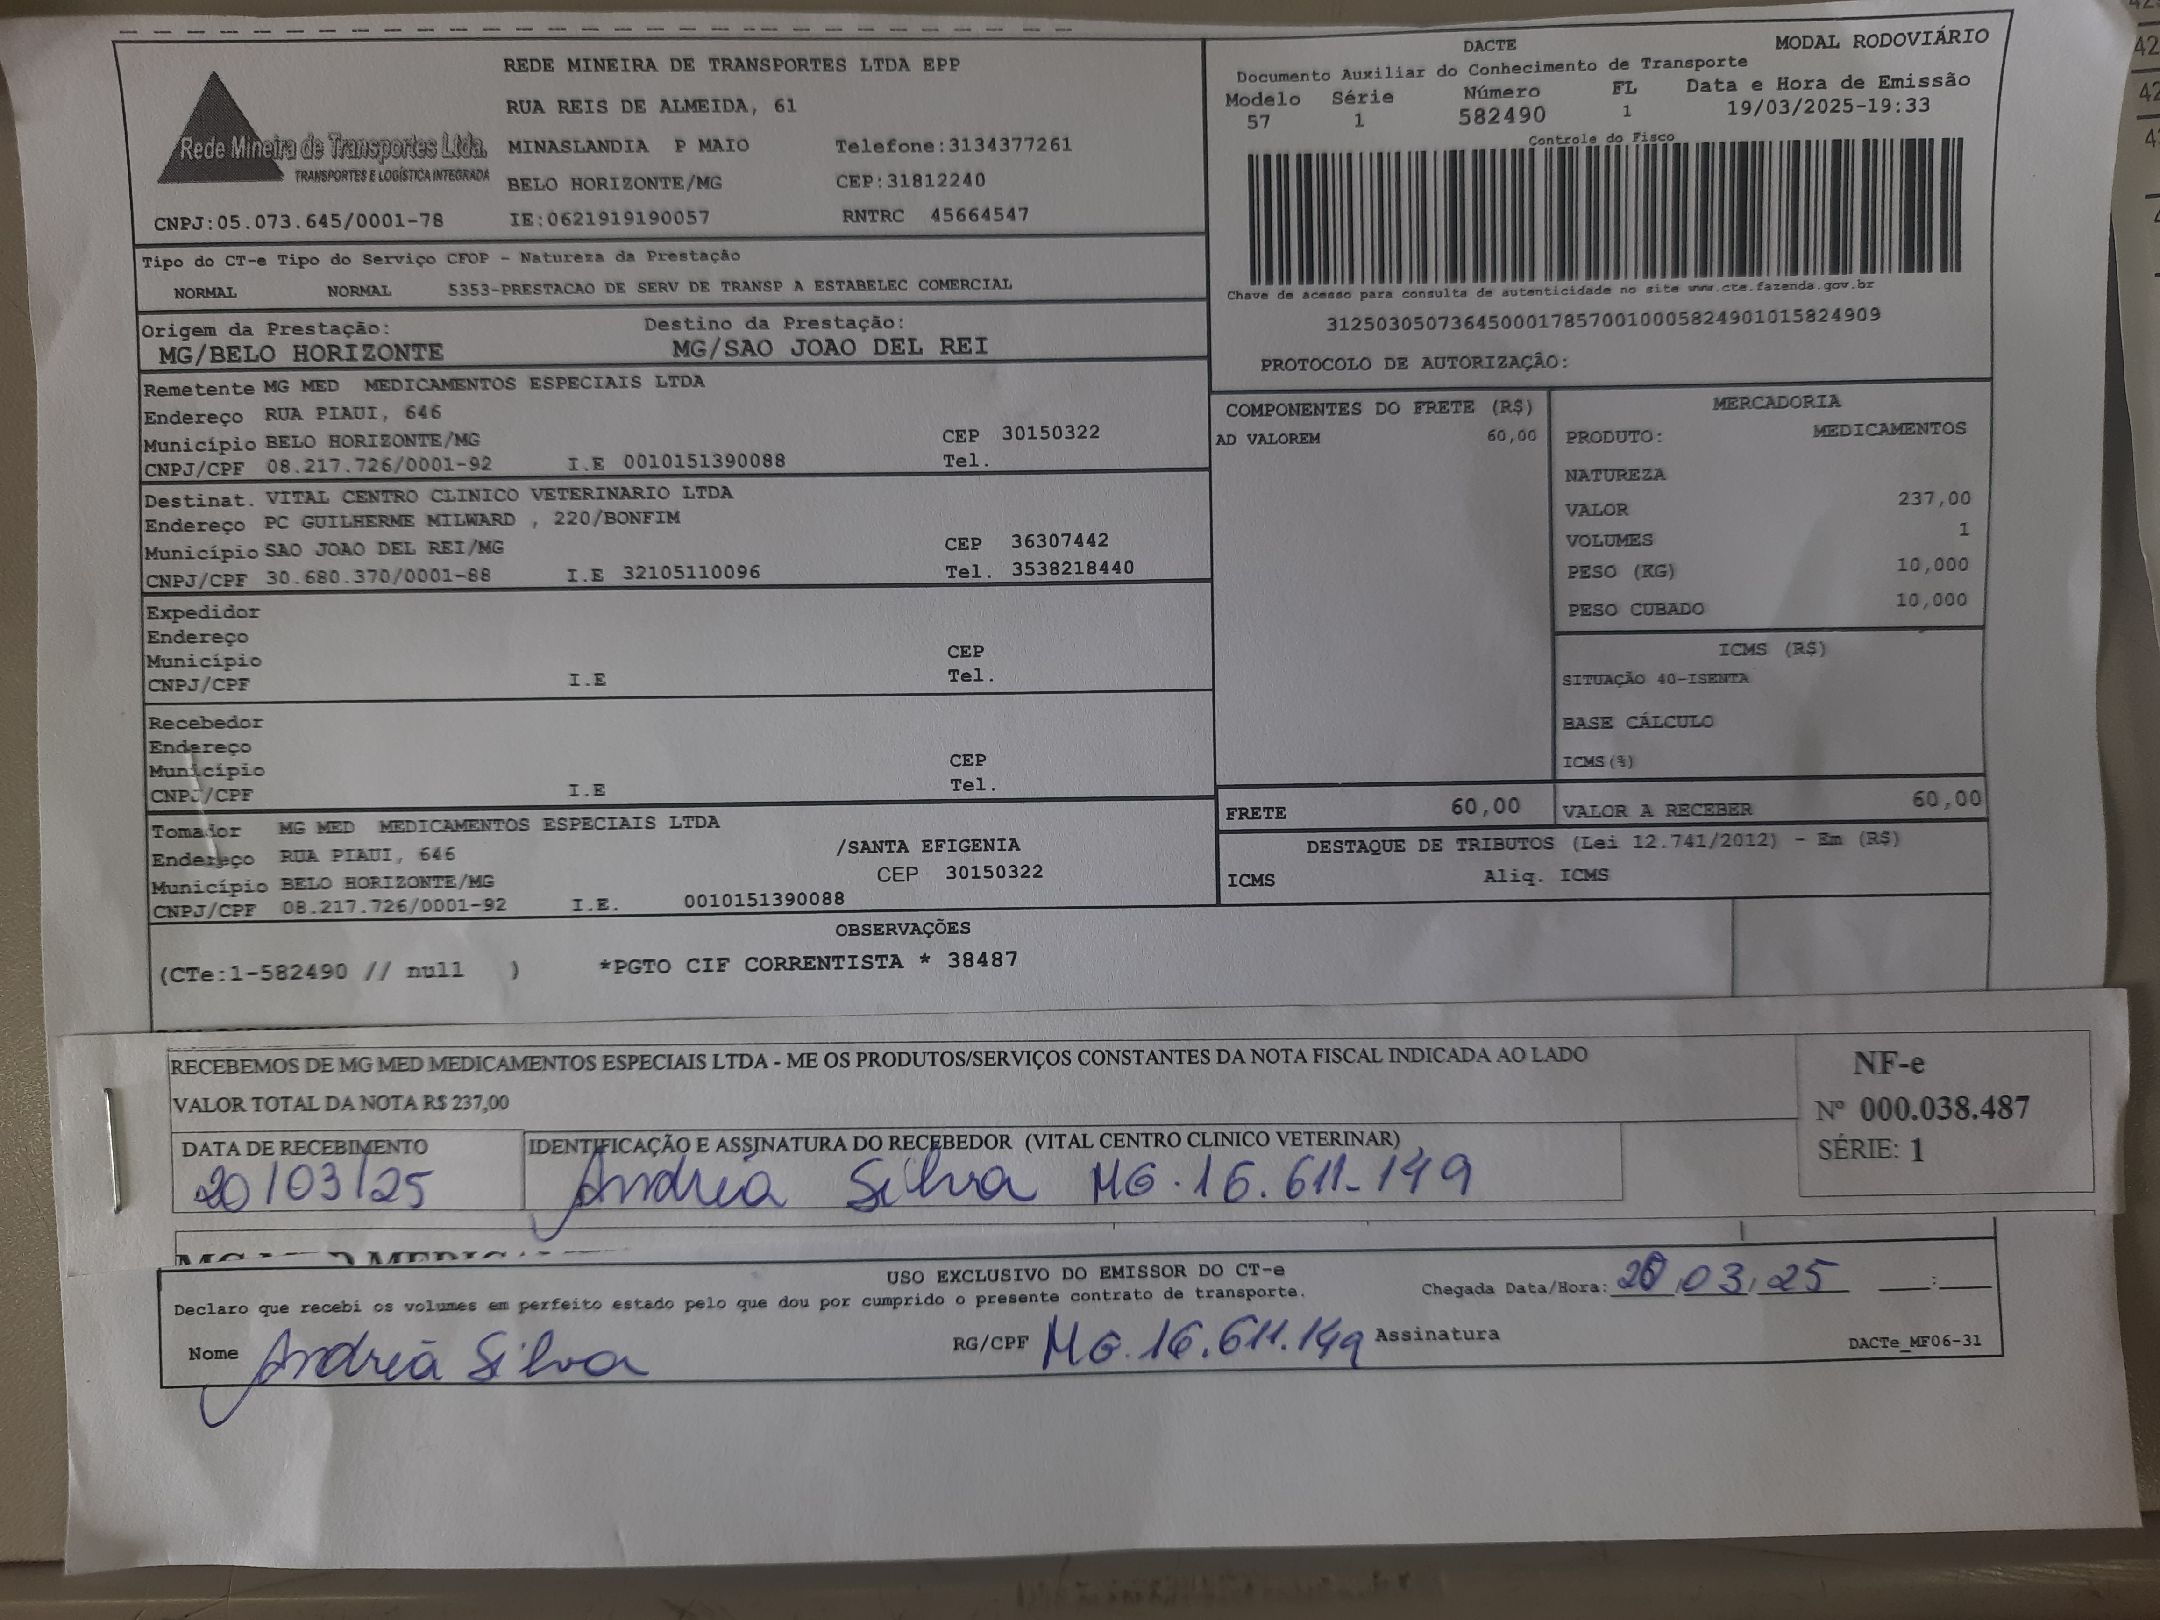 REDE MINEIRA DE TRANSPORTES LTDA EPP
RUA REIS DE ALMEIDA, 61
MINASLANDIA P MAIO Telefone:3134377261
BELO HORIZONTE/MG CEP:31812240
CNPJ:05.073.645/0001-78 IE:0621919190057 RNTRC 45664547
Rede Mineira de Transportes Ltda.
TRANSPORTES E LOGÍSTICA INTEGRADA
DACTE MODAL RODOVIÁRIO
Documento Auxiliar do Conhecimento de Transporte
Modelo Série Número FL Data e Hora de Emissão
57 1 582490 1 19/03/2025-19:33
Controle do Fisco
Chave de acesso para consulta de autenticidade no site www.cte.fazenda.gov.br
31250305073645000178570010005824901015824909
PROTOCOLO DE AUTORIZAÇÃO:
Tipo do CT-e Tipo do Serviço CFOP - Natureza da Prestação
NORMAL NORMAL 5353-PRESTACAO DE SERV DE TRANSP A ESTABELEC COMERCIAL
Origem da Prestação: Destino da Prestação:
MG/BELO HORIZONTE MG/SAO JOAO DEL REI
Remetente MG MED MEDICAMENTOS ESPECIAIS LTDA
Endereço RUA PIAUI, 646
Município BELO HORIZONTE/MG CEP 30150322
CNPJ/CPF 08.217.726/0001-92 I.E 0010151390088 Tel.
Destinat. VITAL CENTRO CLINICO VETERINARIO LTDA
Endereço PC GUILHERME MILWARD , 220/BONFIM
Município SAO JOAO DEL REI/MG CEP 36307442
CNPJ/CPF 30.680.370/0001-88 I.E 32105110096 Tel. 3538218440
Expedidor
Endereço
Município CEP
CNPJ/CPF I.E Tel.
Recebedor
Endereço
Município CEP
CNPJ/CPF I.E Tel.
Tomador MG MED MEDICAMENTOS ESPECIAIS LTDA
Endereço RUA PIAUI, 646 /SANTA EFIGENIA
Município BELO HORIZONTE/MG CEP 30150322
CNPJ/CPF 08.217.726/0001-92 I.E. 0010151390088
COMPONENTES DO FRETE (R$)
AD VALOREM 60,00
MERCADORIA
PRODUTO: MEDICAMENTOS
NATUREZA
VALOR 237,00
VOLUMES 1
PESO (KG) 10,000
PESO CUBADO 10,000
ICMS (R$)
SITUAÇÃO 40-ISENTA
BASE CÁLCULO
ICMS(%)
FRETE 60,00 VALOR A RECEBER 60,00
DESTAQUE DE TRIBUTOS (Lei 12.741/2012) - Em (R$)
ICMS Aliq. ICMS
OBSERVAÇÕES
(CTe:1-582490 // null ) *PGTO CIF CORRENTISTA * 38487
RECEBEMOS DE MG MED MEDICAMENTOS ESPECIAIS LTDA - ME OS PRODUTOS/SERVIÇOS CONSTANTES DA NOTA FISCAL INDICADA AO LADO
VALOR TOTAL DA NOTA R$ 237,00
NF-e
Nº 000.038.487
SÉRIE: 1
DATA DE RECEBIMENTO IDENTIFICAÇÃO E ASSINATURA DO RECEBEDOR (VITAL CENTRO CLINICO VETERINAR)
20/03/25 Andréa Silva MG.16.611-149
USO EXCLUSIVO DO EMISSOR DO CT-e
Declaro que recebi os volumes em perfeito estado pelo que dou por cumprido o presente contrato de transporte. Chegada Data/Hora: 20/03/25 :
Nome Andréa Silva RG/CPF MG.16.611.149 Assinatura DACTe_MF06-31